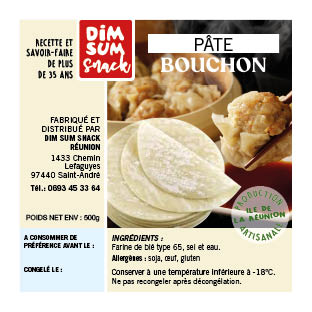 RECETTE ET
SAVOIR-FAIRE
DE PLUS
DE 35 ANS
DIM
SUM
Snack
PÂTE
BOUCHON
FABRIQUÉ ET
DISTRIBUÉ PAR
DIM SUM SNACK
RÉUNION
1433 Chemin
Lefaguyes
97440 Saint-André
Tél.: 0693 45 33 64
POIDS NET ENV : 500g
PRODUCTION
ILE DE
LA RÉUNION
ARTISANALE
A CONSOMMER DE
PRÉFÉRENCE AVANT LE :
CONGELÉ LE :
INGRÉDIENTS :
Farine de blé type 65, sel et eau.
Allergènes : soja, œuf, gluten
Conserver à une température inférieure à -18°C.
Ne pas recongeler après décongélation.